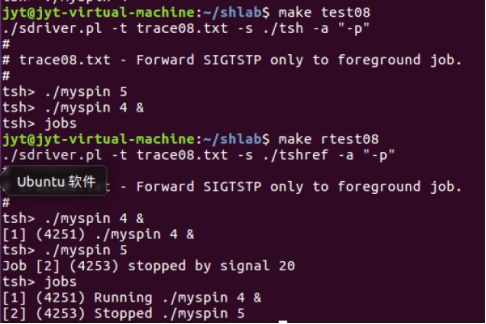 jyt@jyt-virtual-machine:~/shlab$ make test08
./sdriver.pl -t trace08.txt -s ./tsh -a "-p"
#
# trace08.txt - Forward SIGTSTP only to foreground job.
#
tsh> ./myspin 5
tsh> ./myspin 4 &
tsh> jobs
jyt@jyt-virtual-machine:~/shlab$ make rtest08
./sdriver.pl -t trace08.txt -s ./tshref -a "-p"
Ubuntu 软件
- Forward SIGTSTP only to foreground job.
#
tsh> ./myspin 4 &
[1] (4251) ./myspin 4 &
tsh> ./myspin 5
Job [2] (4253) stopped by signal 20
tsh> jobs
[1] (4251) Running ./myspin 4 &
[2] (4253) Stopped ./myspin 5